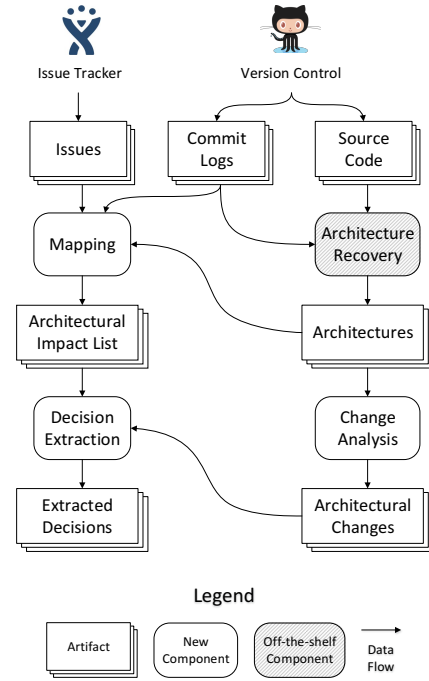 Issue Tracker
Version Control
Issues
Commit
Logs
Source
Code
Mapping
Architecture
Recovery
Architectural
Impact List
Architectures
Decision
Extraction
Change
Analysis
Extracted
Decisions
Architectural
Changes
Legend
Artifact
New
Component
Off-the-shelf
Component
Data
Flow